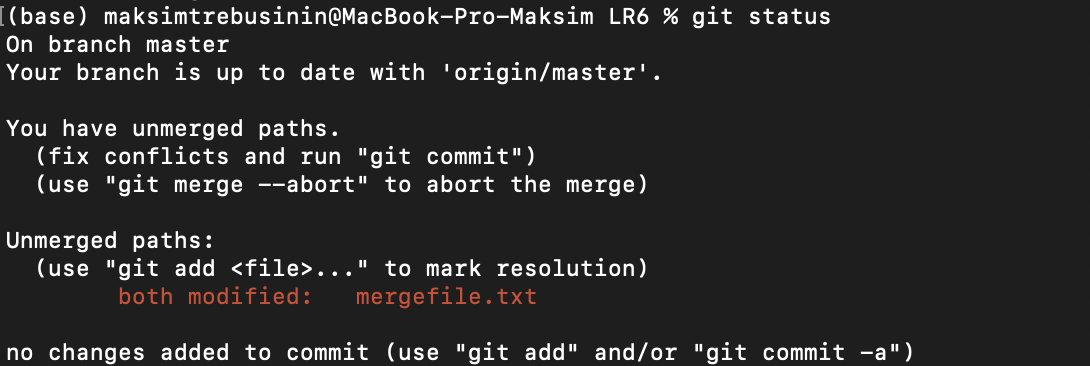 (base) maksimtrebusinin@MacBook-Pro-Maksim LR6 % git status
On branch master
Your branch is up to date with 'origin/master'.

You have unmerged paths.
  (fix conflicts and run "git commit")
  (use "git merge --abort" to abort the merge)

Unmerged paths:
  (use "git add <file>..." to mark resolution)
        both modified:   mergefile.txt

no changes added to commit (use "git add" and/or "git commit -a")